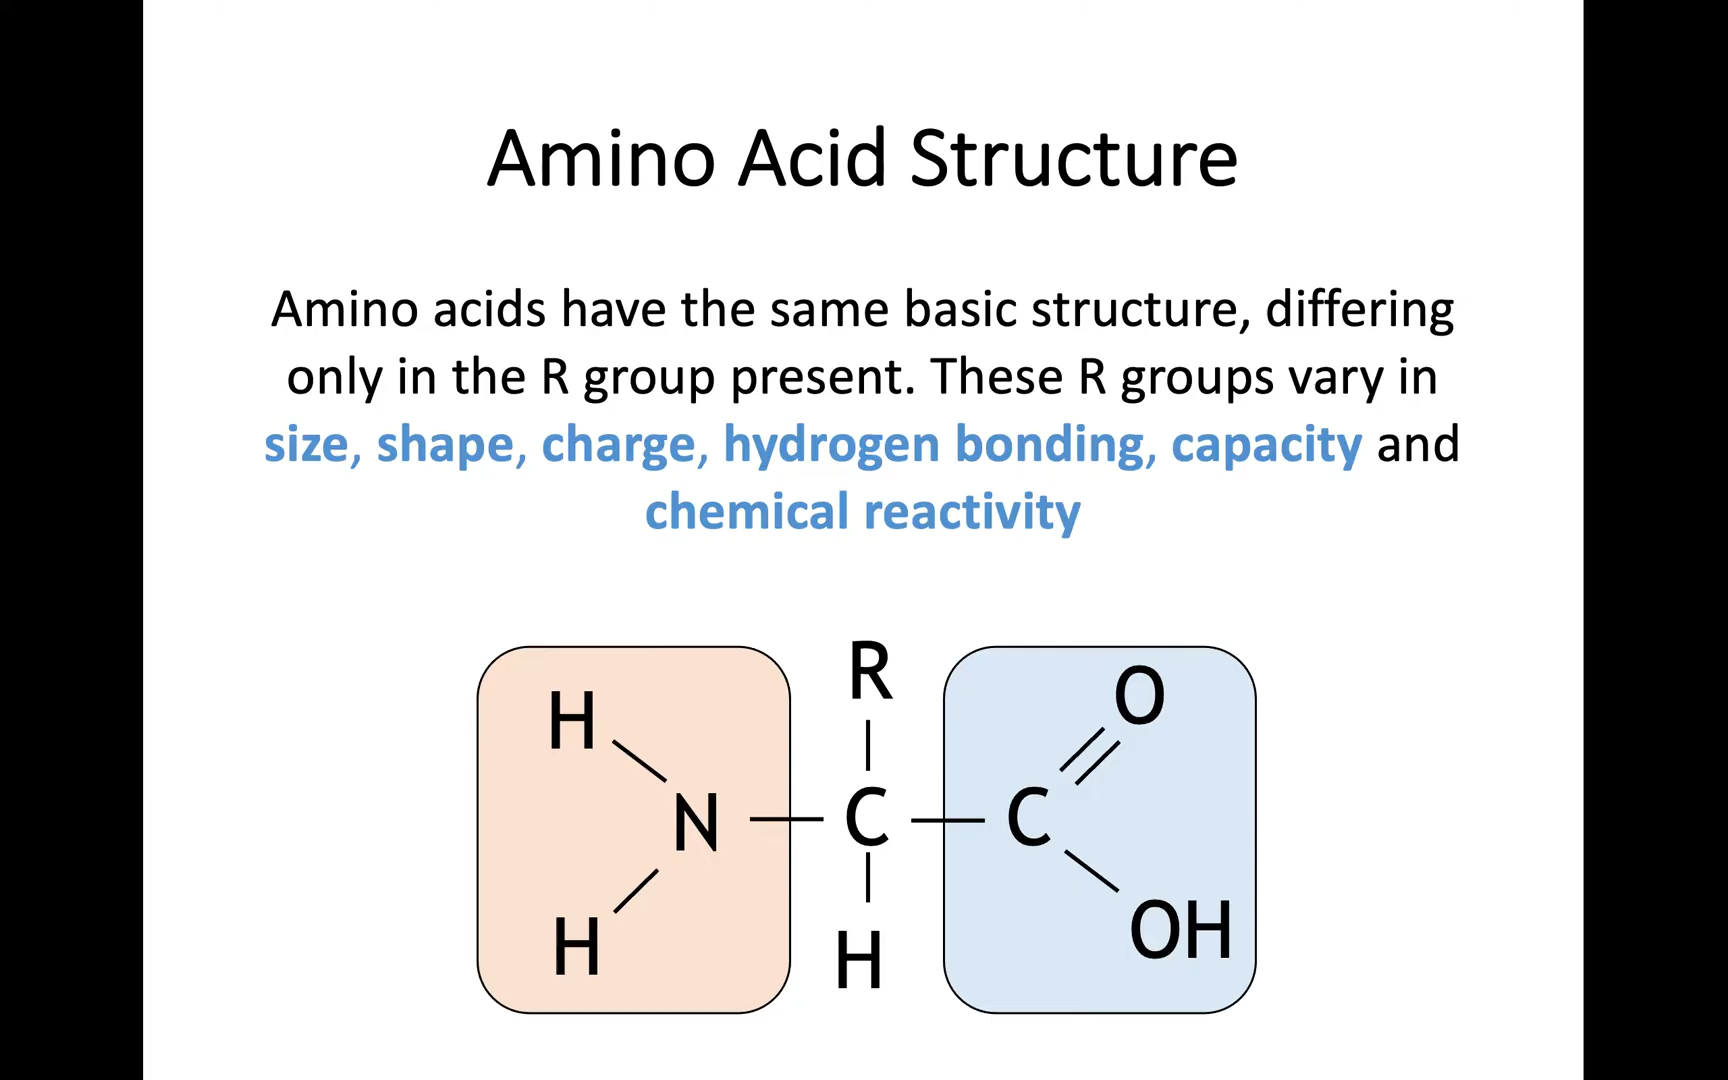 Amino Acid Structure
Amino acids have the same basic structure, differing
only in the R group present. These R groups vary in
size, shape, charge, hydrogen bonding, capacity and
chemical reactivity
R
H
O
N
C
C
H
H
OH